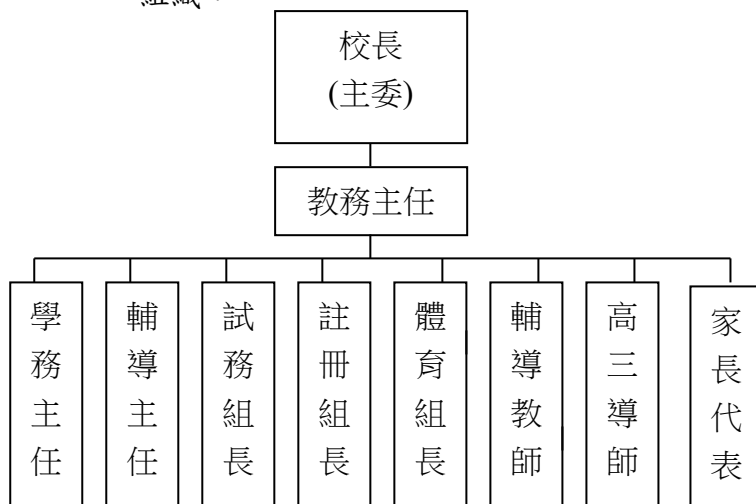 組織：
校長
(主委)
教務主任
學務主任
輔導主任
試務組長
註冊組長
體育組長
輔導教師
高三導師
家長代表